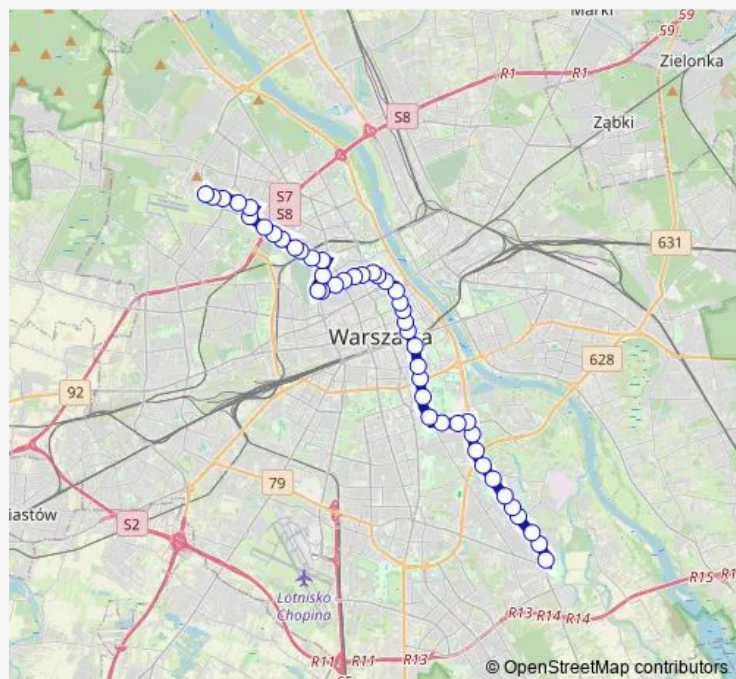 Marki
S9
S9
Zielonka
R1
R1
S8
Ząbki
S7
S8
631
Warszawa
628
92
79
iastów
S2
Lotnisko
Chopina
R15
R1
R13
R14
R14
R11
R11
R13
© OpenStreetMap contributors